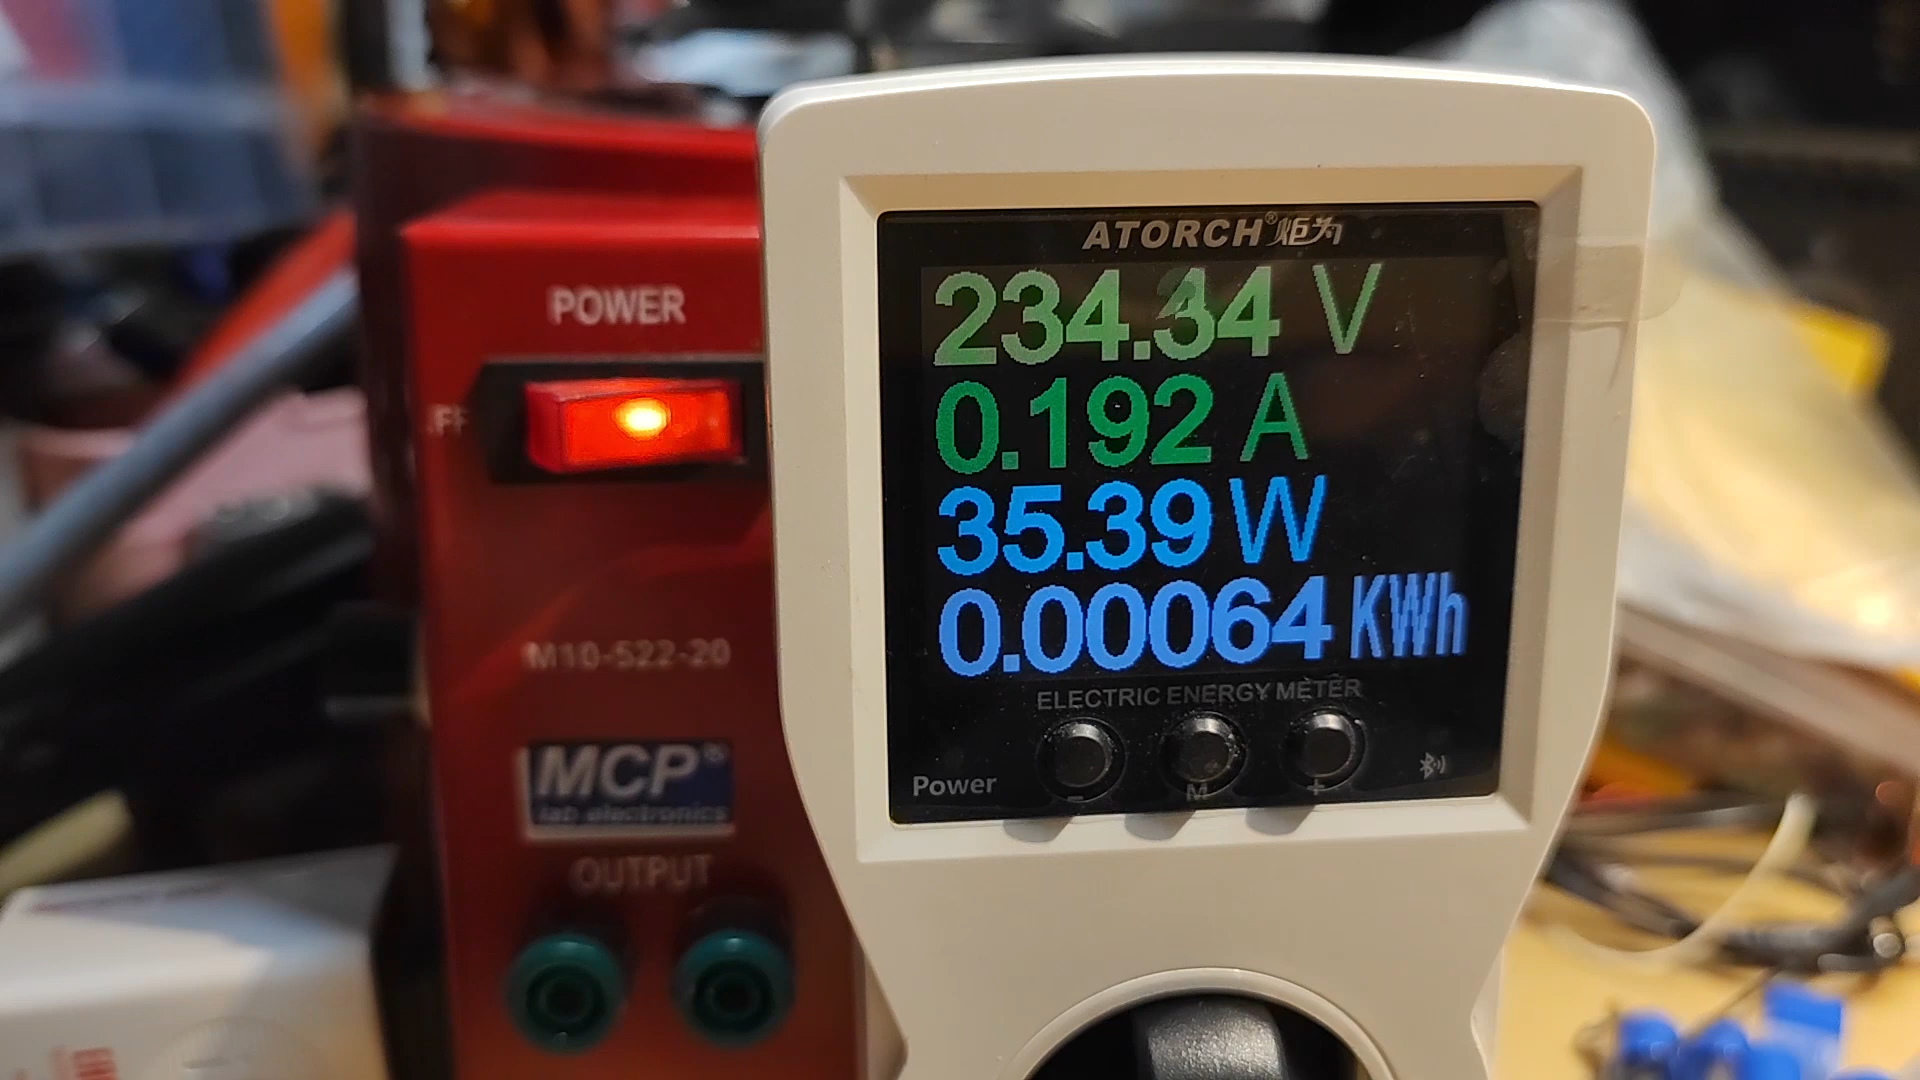 POWER
FF
M10-522-20
MCP®
lab electronics
OUTPUT
ATORCH®炬为
234.34 V
0.192 A
35.39 W
0.00064 KWh
ELECTRIC ENERGY METER
Power
- M +